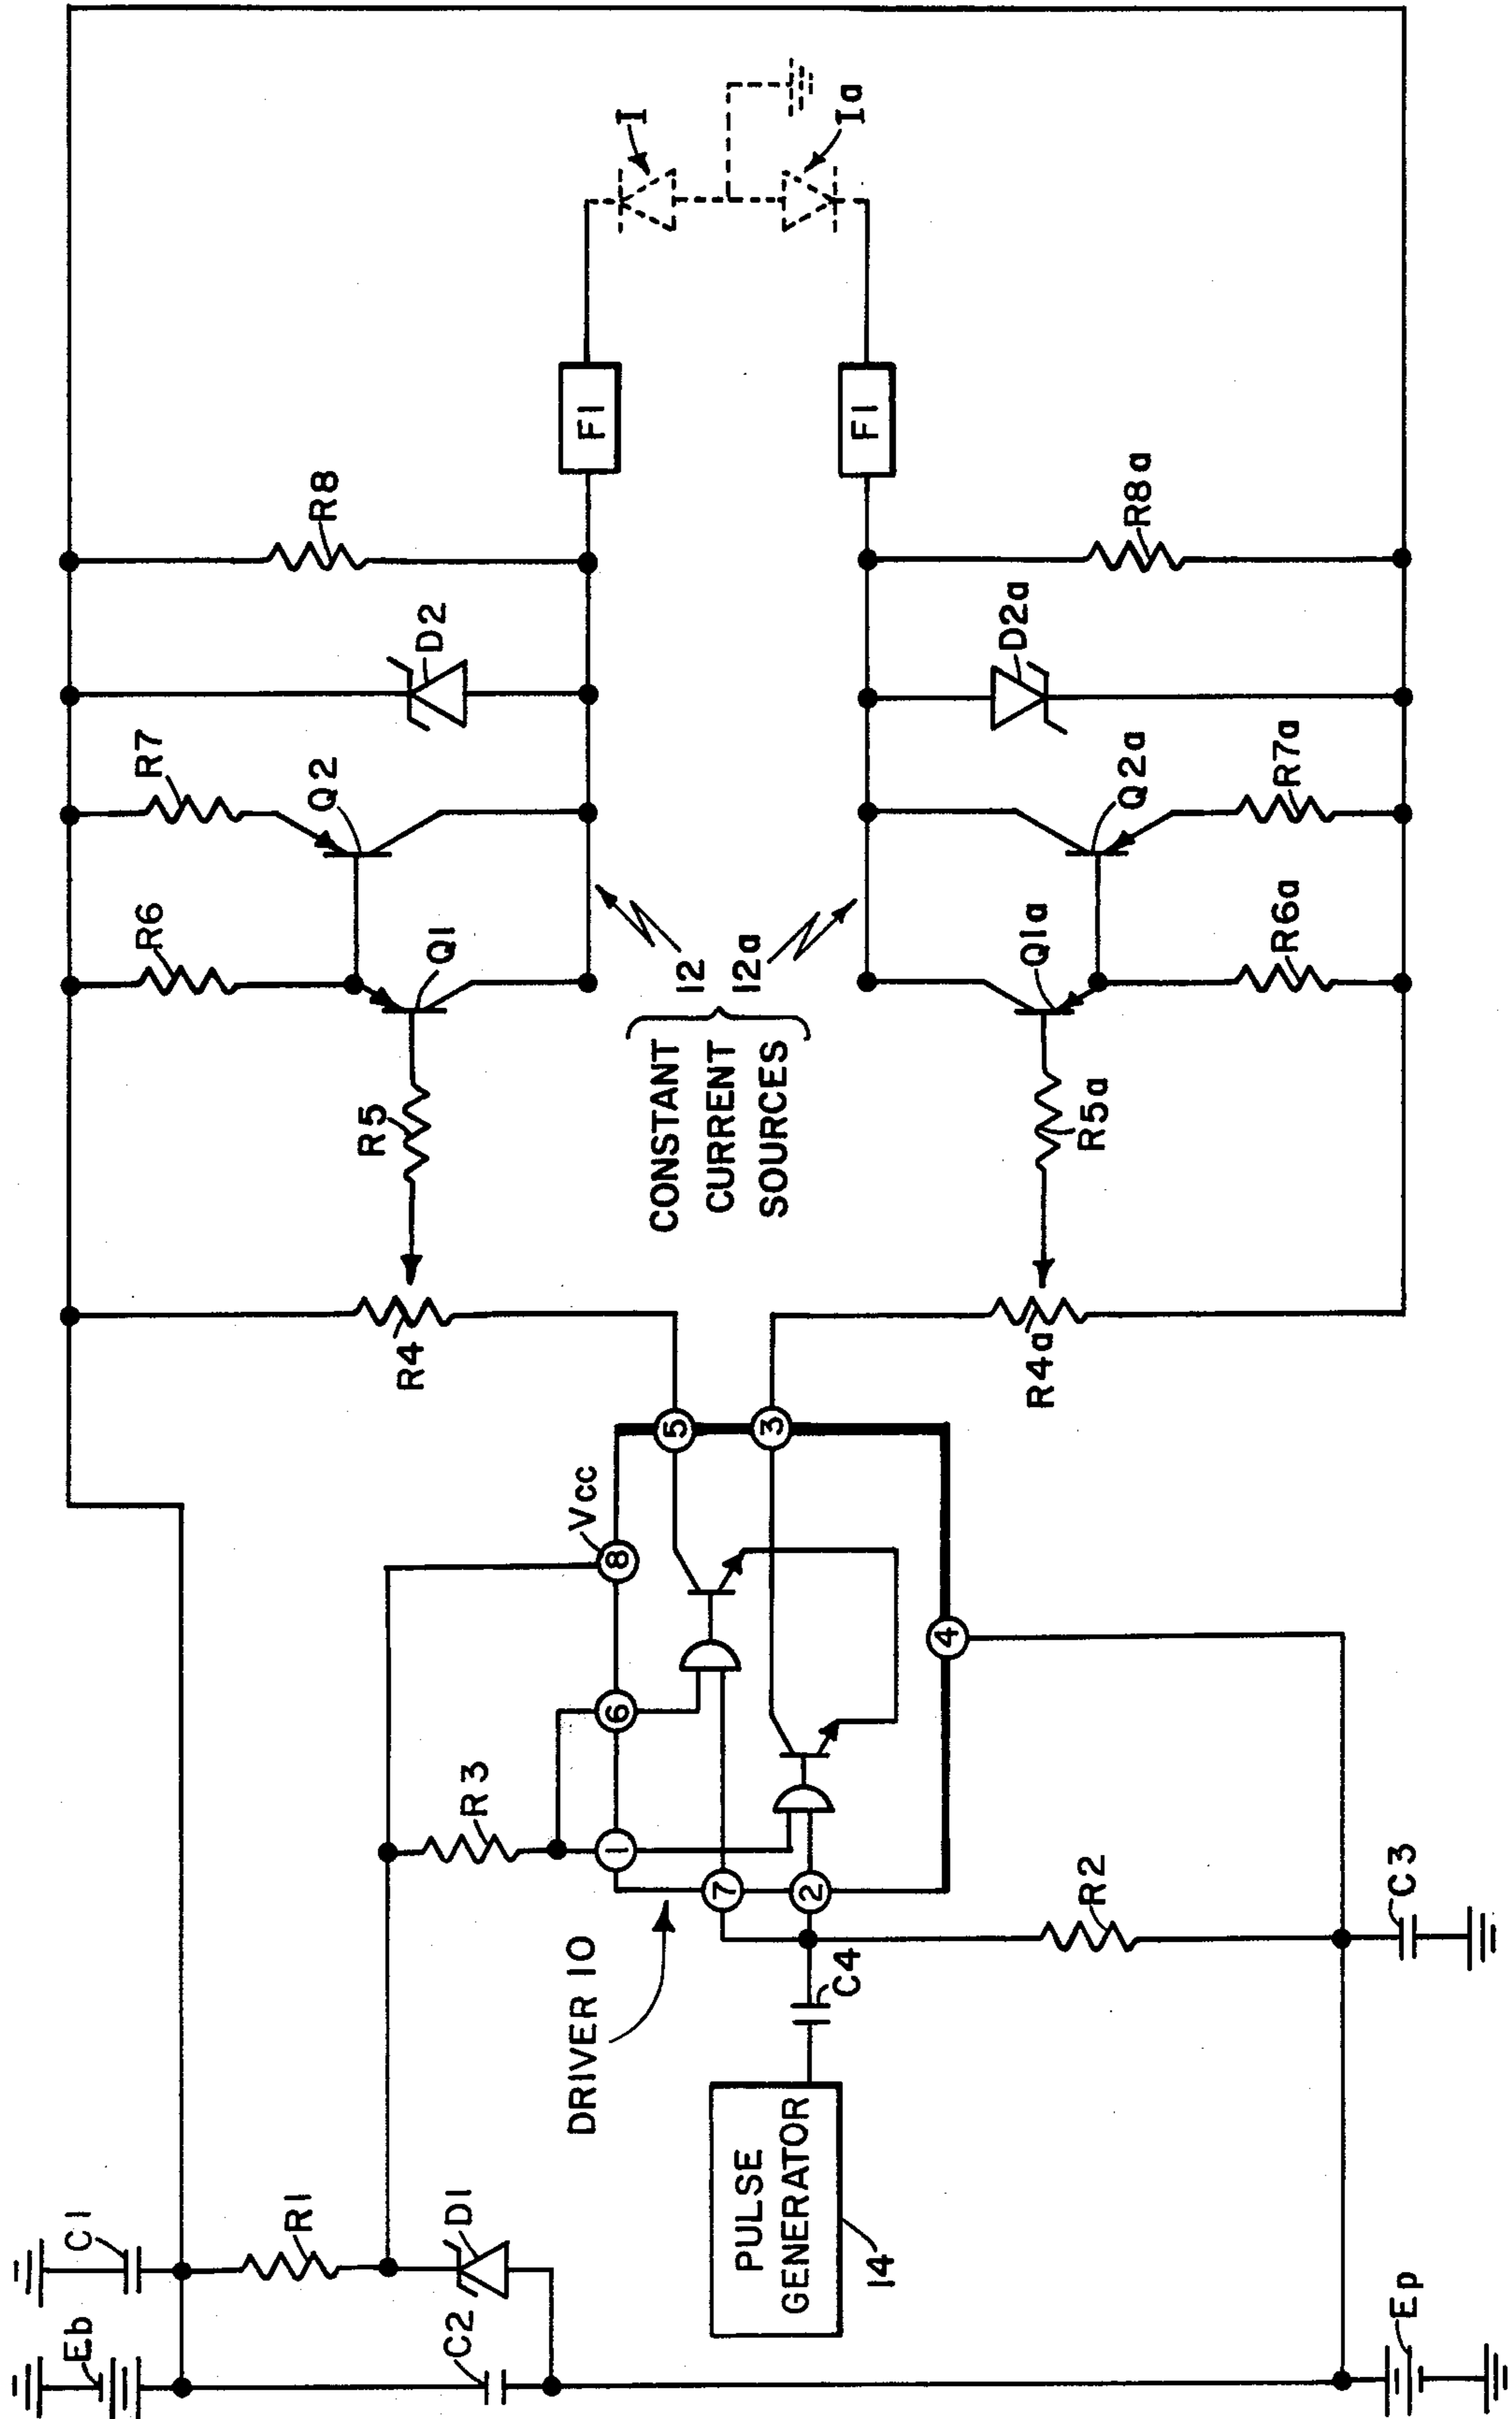 Eb
C1
C2
R1
D1
Ep
PULSE
GENERATOR
14
C4
DRIVER 10
R3
R2
C3
1
6
8
Vcc
7
2
5
3
4
R4
R4a
R5
R5a
CONSTANT
CURRENT
SOURCES
12
12a
Q1
Q1a
R6
R6a
Q2
Q2a
R7
R7a
D2
D2a
R8
R8a
F1
F1
I
Ia